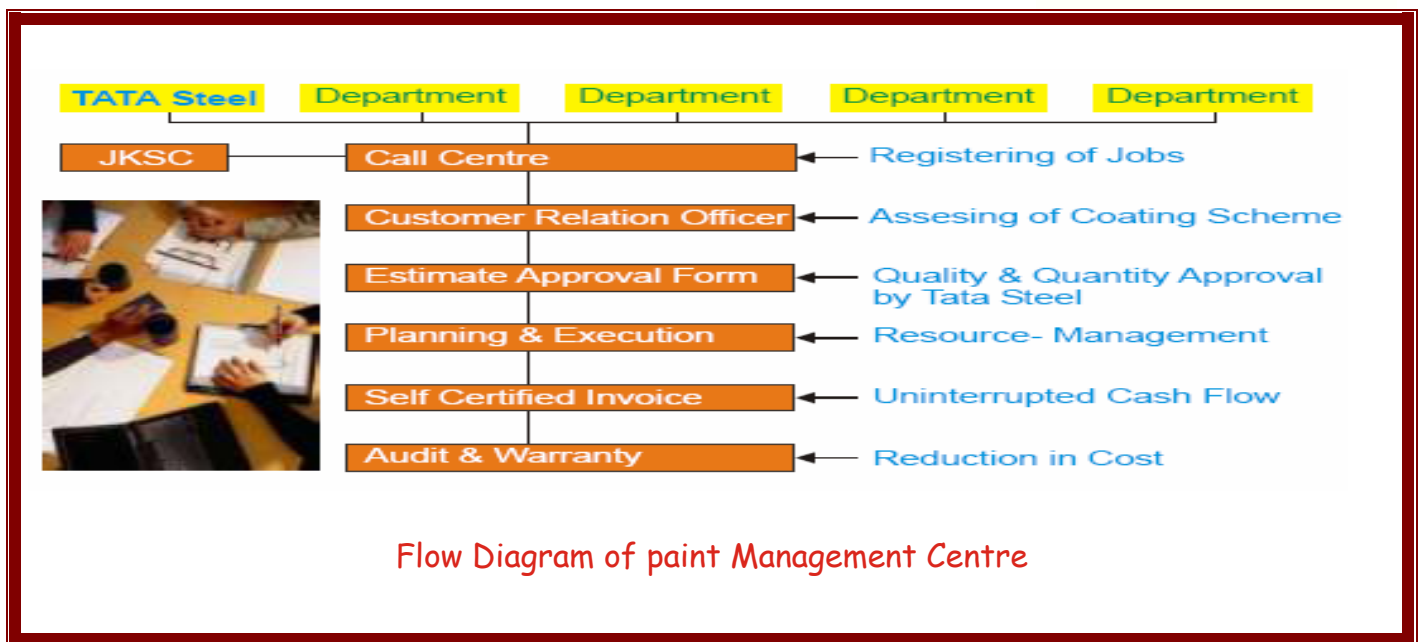 TATA Steel Department Department Department Department
JKSC Call Centre Registering of Jobs
Customer Relation Officer Assesing of Coating Scheme
Estimate Approval Form Quality & Quantity Approval
by Tata Steel
Planning & Execution Resource- Management
Self Certified Invoice Uninterrupted Cash Flow
Audit & Warranty Reduction in Cost
Flow Diagram of paint Management Centre